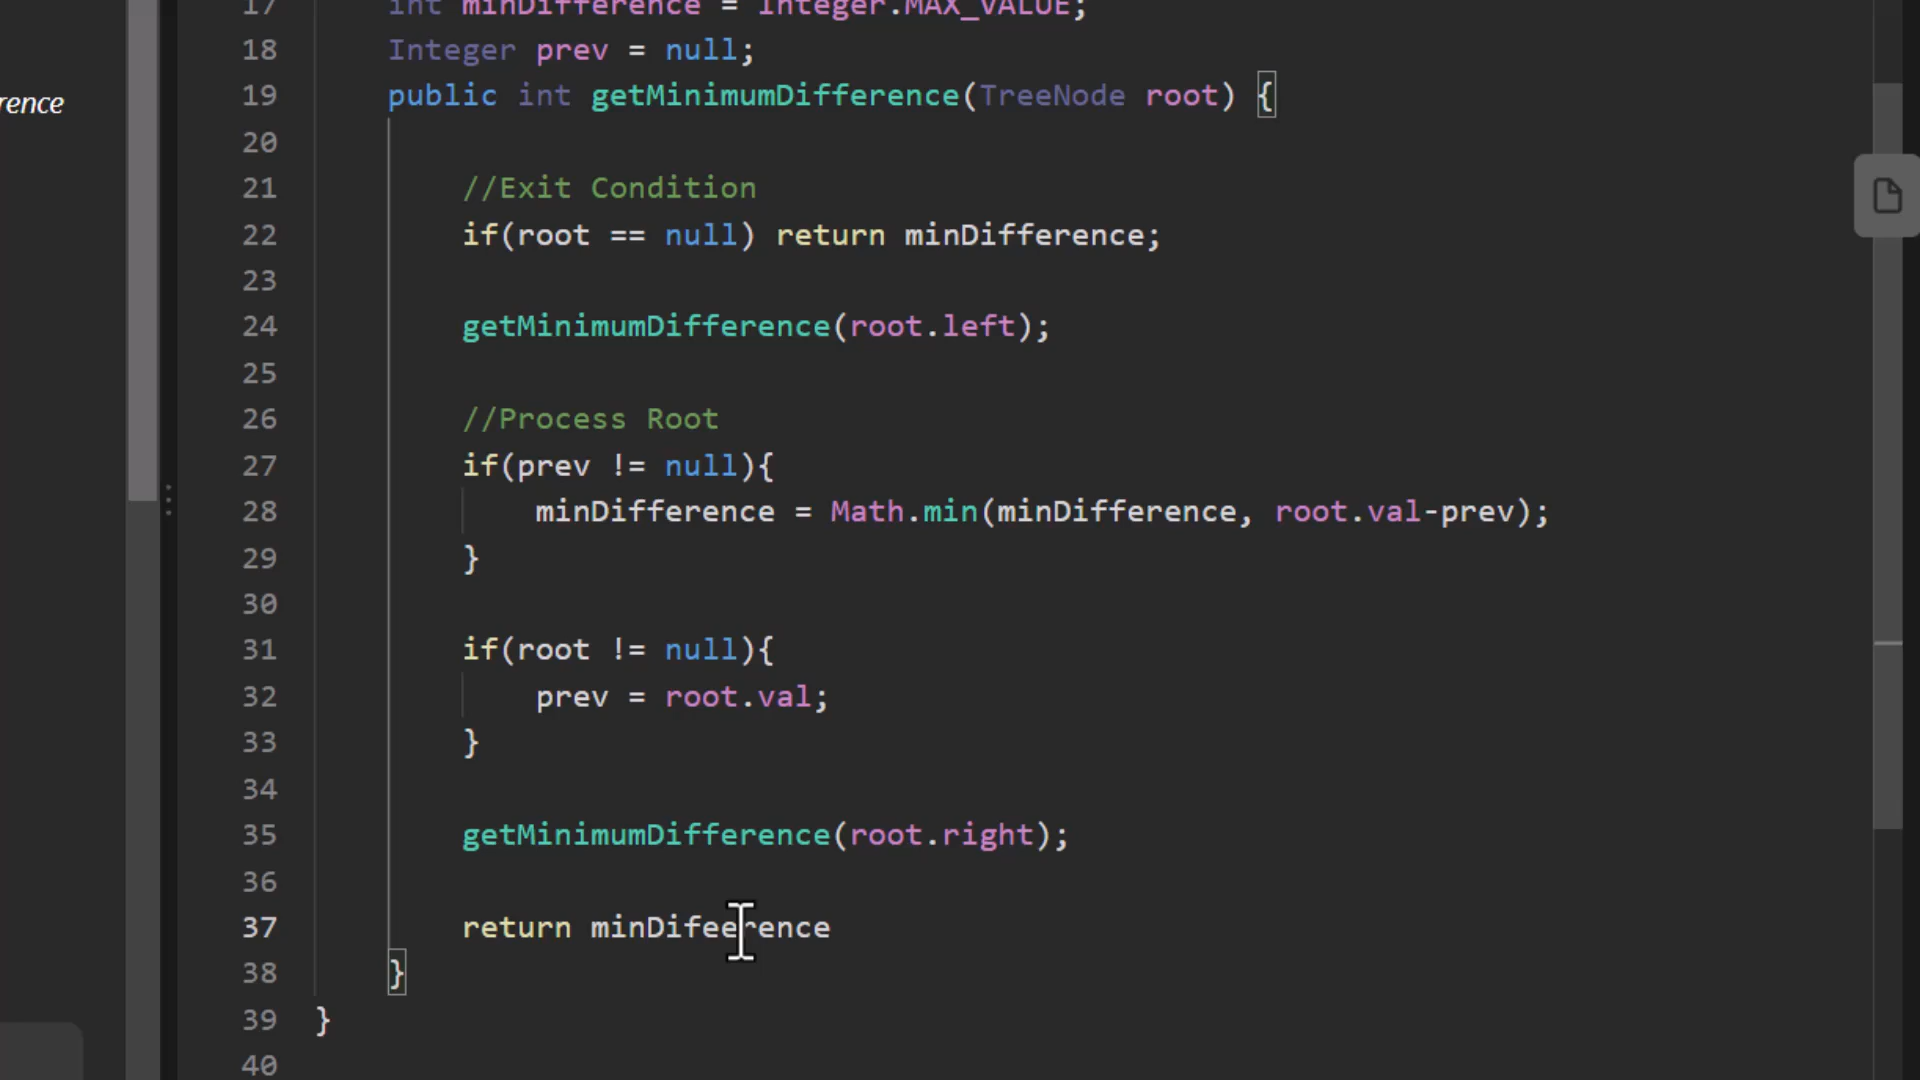 rence
17 int minDifference = Integer.MAX_VALUE;
18 Integer prev = null;
19 public int getMinimumDifference(TreeNode root) {
20
21 //Exit Condition
22 if(root == null) return minDifference;
23
24 getMinimumDifference(root.left);
25
26 //Process Root
27 if(prev != null){
28 minDifference = Math.min(minDifference, root.val-prev);
29 }
30
31 if(root != null){
32 prev = root.val;
33 }
34
35 getMinimumDifference(root.right);
36
37 return minDifeerence
38 }
39 }
40